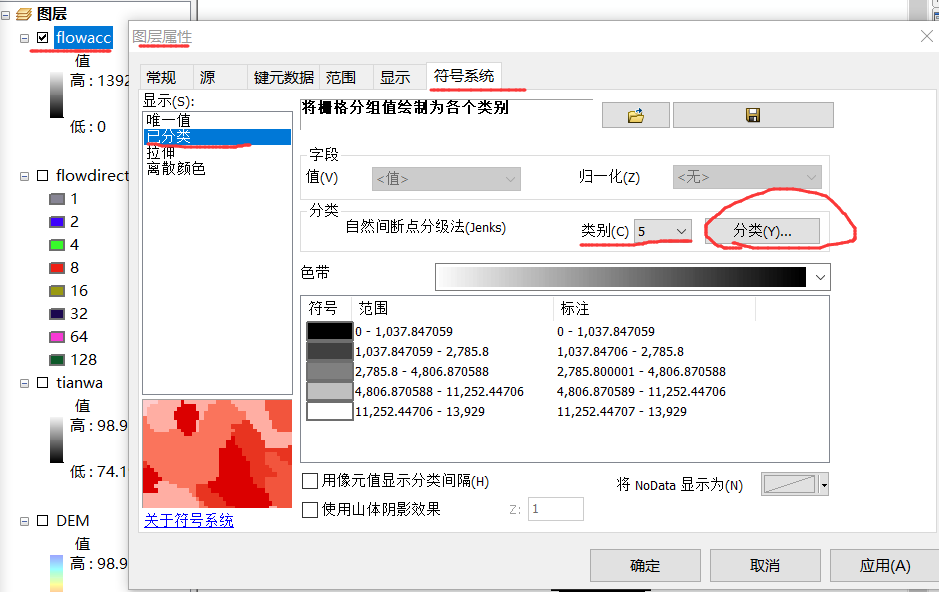 图层
flowacc
值
高 : 1392
低 : 0
flowdirect
1
2
4
8
16
32
64
128
tianwa
值
高 : 98.9
低 : 74.1
DEM
值
高 : 98.9
图层属性
常规 源 键元数据 范围 显示 符号系统
显示(S):
唯一值
已分类
拉伸
离散颜色
关于符号系统
将栅格分组值绘制为各个类别
字段
值(V) <值> 归一化(Z) <无>
分类
自然间断点分级法(Jenks) 类别(C) 5 分类(Y)...
色带
符号 范围 标注
0 - 1,037.847059 0 - 1,037.847059
1,037.847059 - 2,785.8 1,037.84706 - 2,785.8
2,785.8 - 4,806.870588 2,785.800001 - 4,806.870588
4,806.870588 - 11,252.44706 4,806.870589 - 11,252.44706
11,252.44706 - 13,929 11,252.44707 - 13,929
用像元值显示分类间隔(H) 将 NoData 显示为(N)
使用山体阴影效果 Z: 1
确定 取消 应用(A)